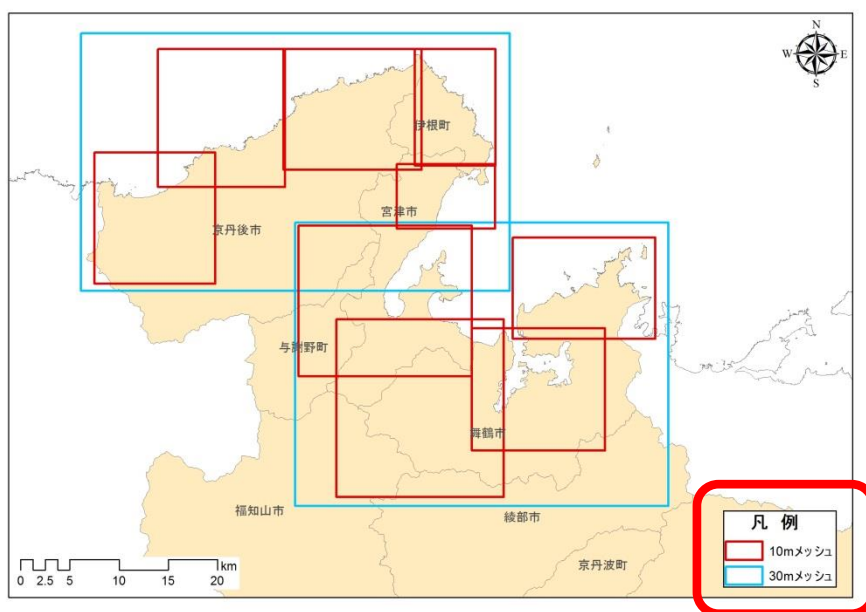 N
W E
S
伊根町
宮津市
京丹後市
与謝野町
舞鶴市
福知山市
綾部市
京丹波町
凡 例
10mメッシュ
30mメッシュ
km
0 2.5 5 10 15 20